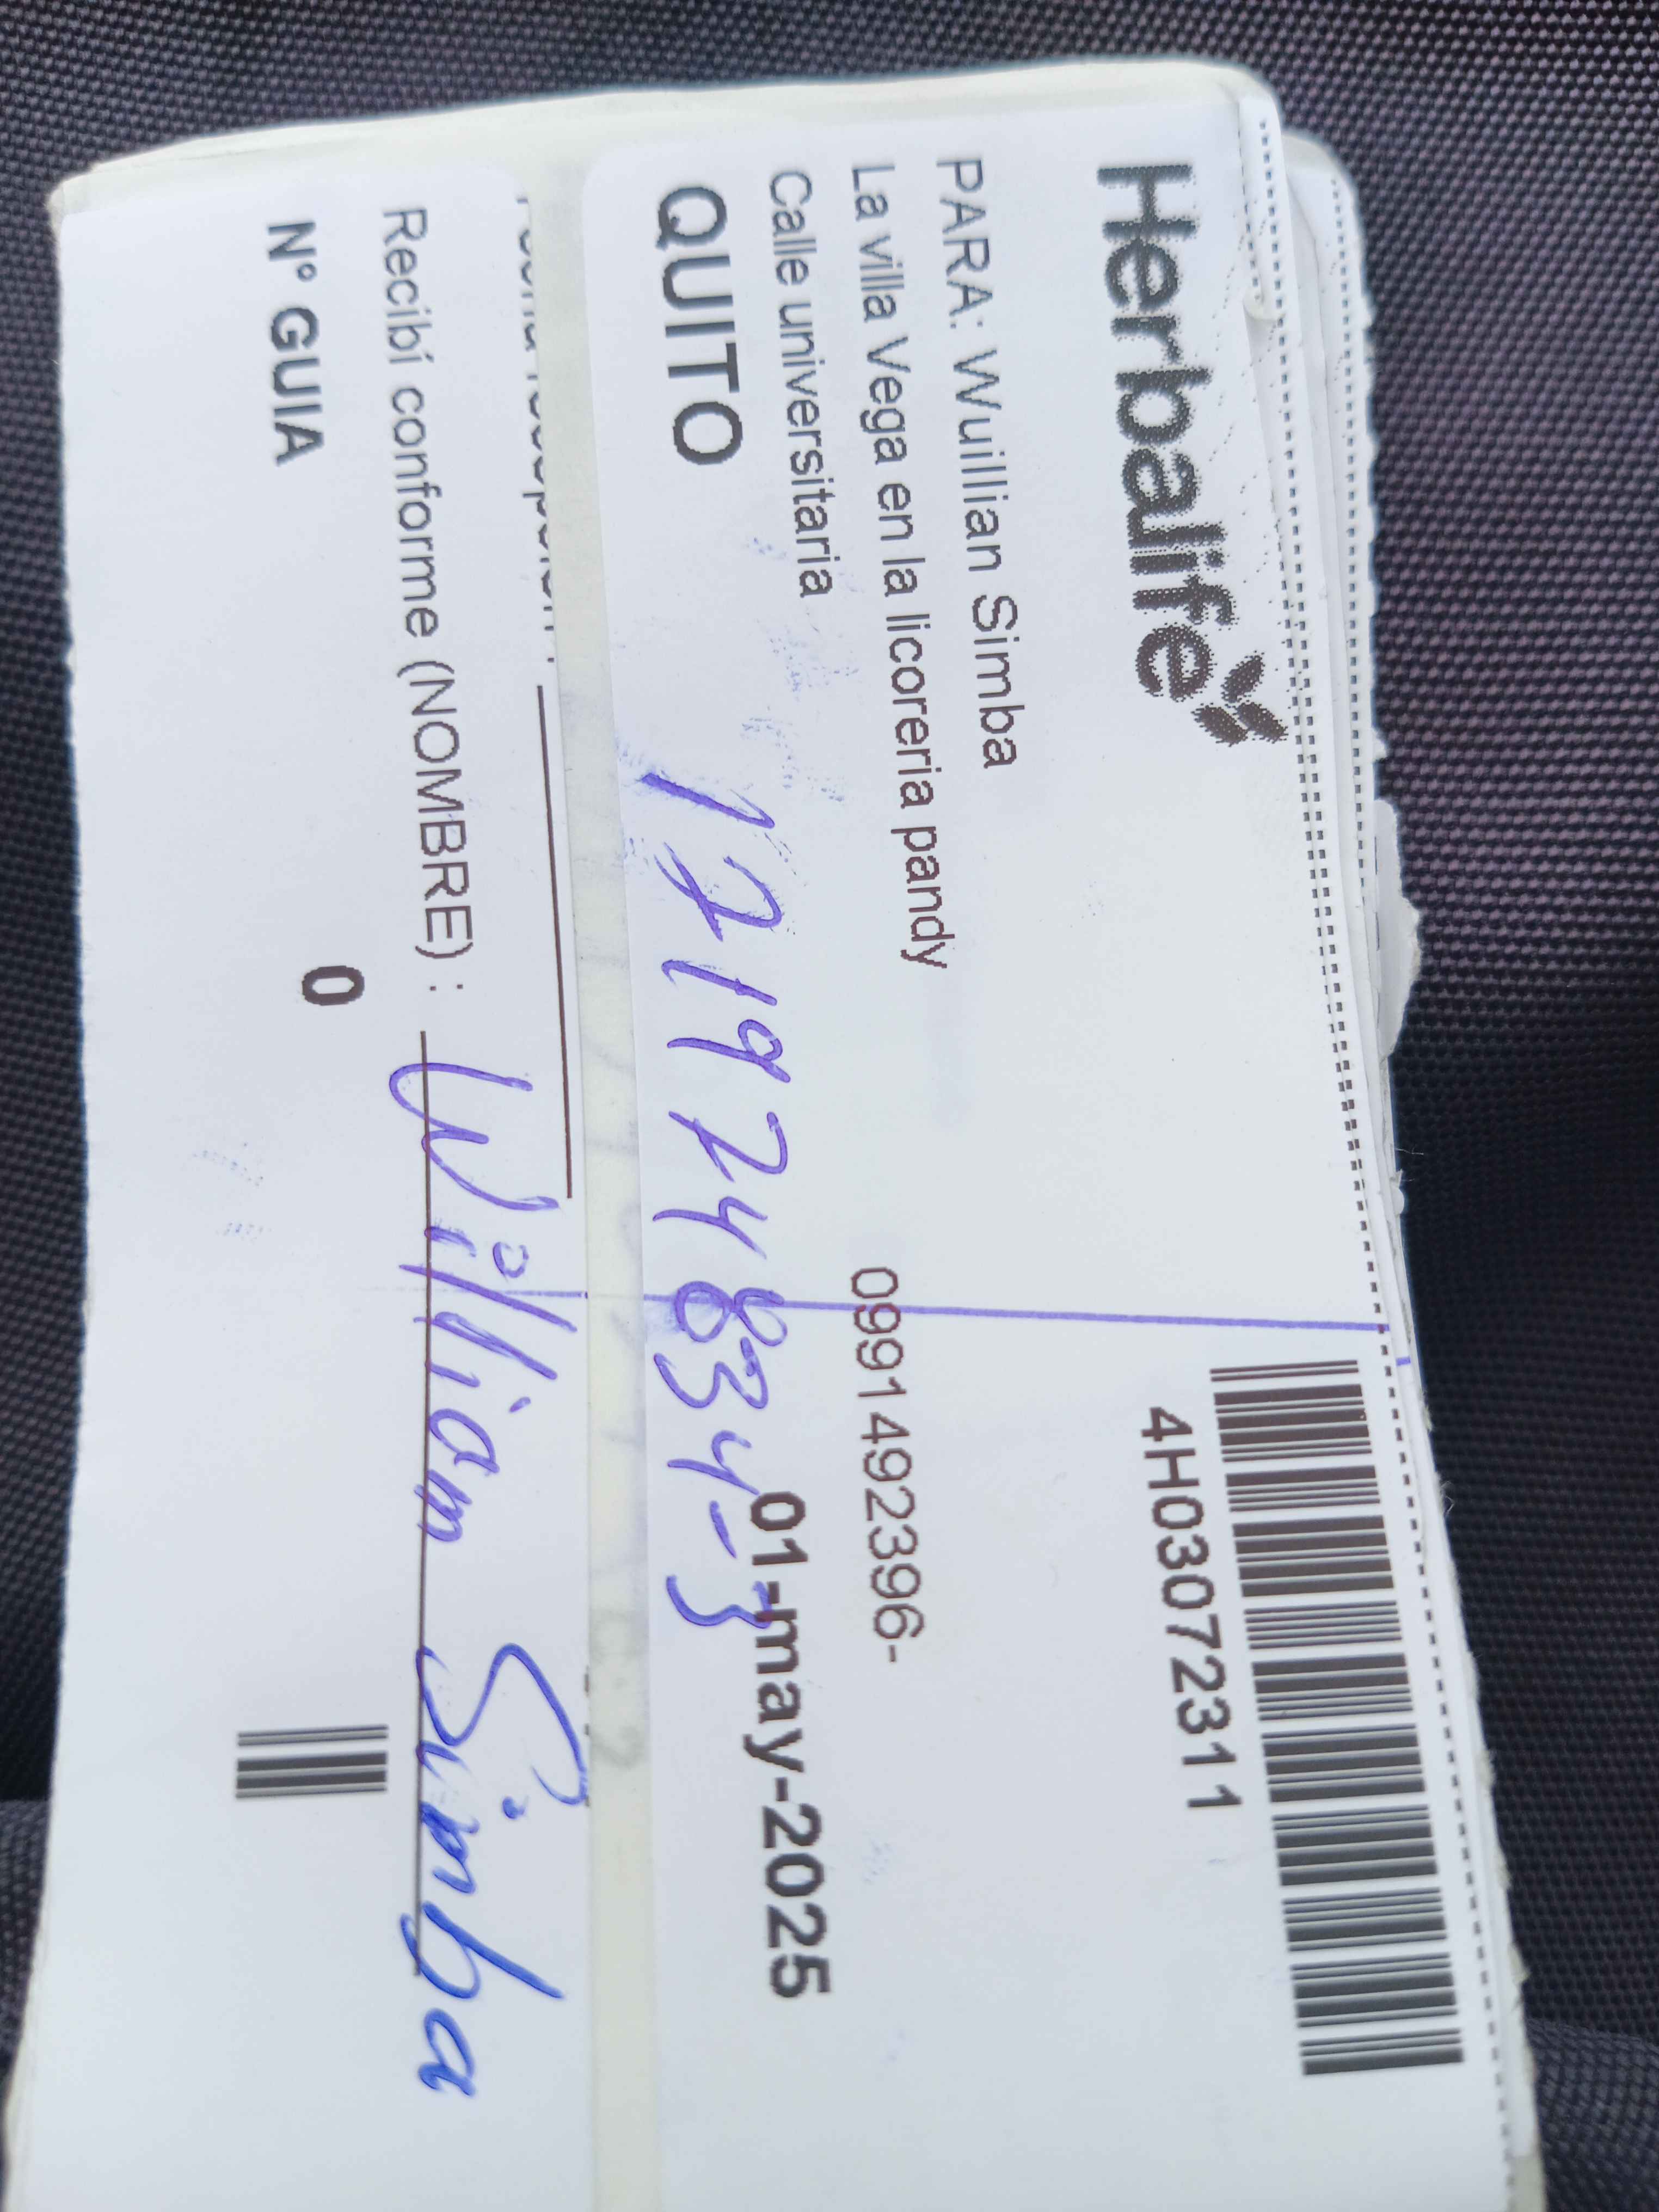 Herbalife
4H03072311
PARA: Wuillian Simba
La villa Vega en la licoreria pandy
0991492396-
Calle universitaria
QUITO
01-may-2025
Recibí conforme (NOMBRE) : Willian Simba
N° GUIA 0